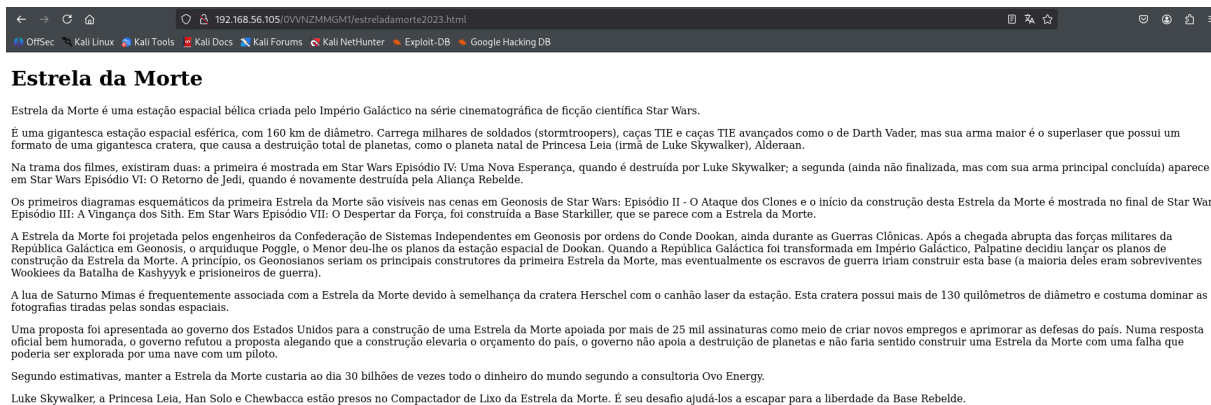 192.168.56.105/0VVNZMMGM1/estreladamorte2023.html
OffSec Kali Linux Kali Tools Kali Docs Kali Forums Kali NetHunter Exploit-DB Google Hacking DB
Estrela da Morte
Estrela da Morte é uma estação espacial bélica criada pelo Império Galáctico na série cinematográfica de ficção científica Star Wars.
É uma gigantesca estação espacial esférica, com 160 km de diâmetro. Carrega milhares de soldados (stormtroopers), caças TIE e caças TIE avançados como o de Darth Vader, mas sua arma maior é o superlaser que possui um
formato de uma gigantesca cratera, que causa a destruição total de planetas, como o planeta natal de Princesa Leia (irmã de Luke Skywalker), Alderaan.
Na trama dos filmes, existiram duas: a primeira é mostrada em Star Wars Episódio IV: Uma Nova Esperança, quando é destruída por Luke Skywalker; a segunda (ainda não finalizada, mas com sua arma principal concluída) aparece
em Star Wars Episódio VI: O Retorno de Jedi, quando é novamente destruída pela Aliança Rebelde.
Os primeiros diagramas esquemáticos da primeira Estrela da Morte são visíveis nas cenas em Geonosis de Star Wars: Episódio II - O Ataque dos Clones e o início da construção desta Estrela da Morte é mostrada no final de Star War
Episódio III: A Vingança dos Sith. Em Star Wars Episódio VII: O Despertar da Força, foi construída a Base Starkiller, que se parece com a Estrela da Morte.
A Estrela da Morte foi projetada pelos engenheiros da Confederação de Sistemas Independentes em Geonosis por ordens do Conde Dookan, ainda durante as Guerras Clônicas. Após a chegada abrupta das forças militares da
República Galáctica em Geonosis, o arquiduque Poggle, o Menor deu-lhe os planos da estação espacial de Dookan. Quando a República Galáctica foi transformada em Império Galáctico, Palpatine decidiu lançar os planos de
construção da Estrela da Morte. A princípio, os Geonosianos seriam os principais construtores da primeira Estrela da Morte, mas eventualmente os escravos de guerra iriam construir esta base (a maioria deles eram sobreviventes
Wookiees da Batalha de Kashyyyk e prisioneiros de guerra).
A lua de Saturno Mimas é frequentemente associada com a Estrela da Morte devido à semelhança da cratera Herschel com o canhão laser da estação. Esta cratera possui mais de 130 quilômetros de diâmetro e costuma dominar as
fotografias tiradas pelas sondas espaciais.
Uma proposta foi apresentada ao governo dos Estados Unidos para a construção de uma Estrela da Morte apoiada por mais de 25 mil assinaturas como meio de criar novos empregos e aprimorar as defesas do país. Numa resposta
oficial bem humorada, o governo refutou a proposta alegando que a construção elevaria o orçamento do país, o governo não apoia a destruição de planetas e não faria sentido construir uma Estrela da Morte com uma falha que
poderia ser explorada por uma nave com um piloto.
Segundo estimativas, manter a Estrela da Morte custaria ao dia 30 bilhões de vezes todo o dinheiro do mundo segundo a consultoria Ovo Energy.
Luke Skywalker, a Princesa Leia, Han Solo e Chewbacca estão presos no Compactador de Lixo da Estrela da Morte. É seu desafio ajudá-los a escapar para a liberdade da Base Rebelde.